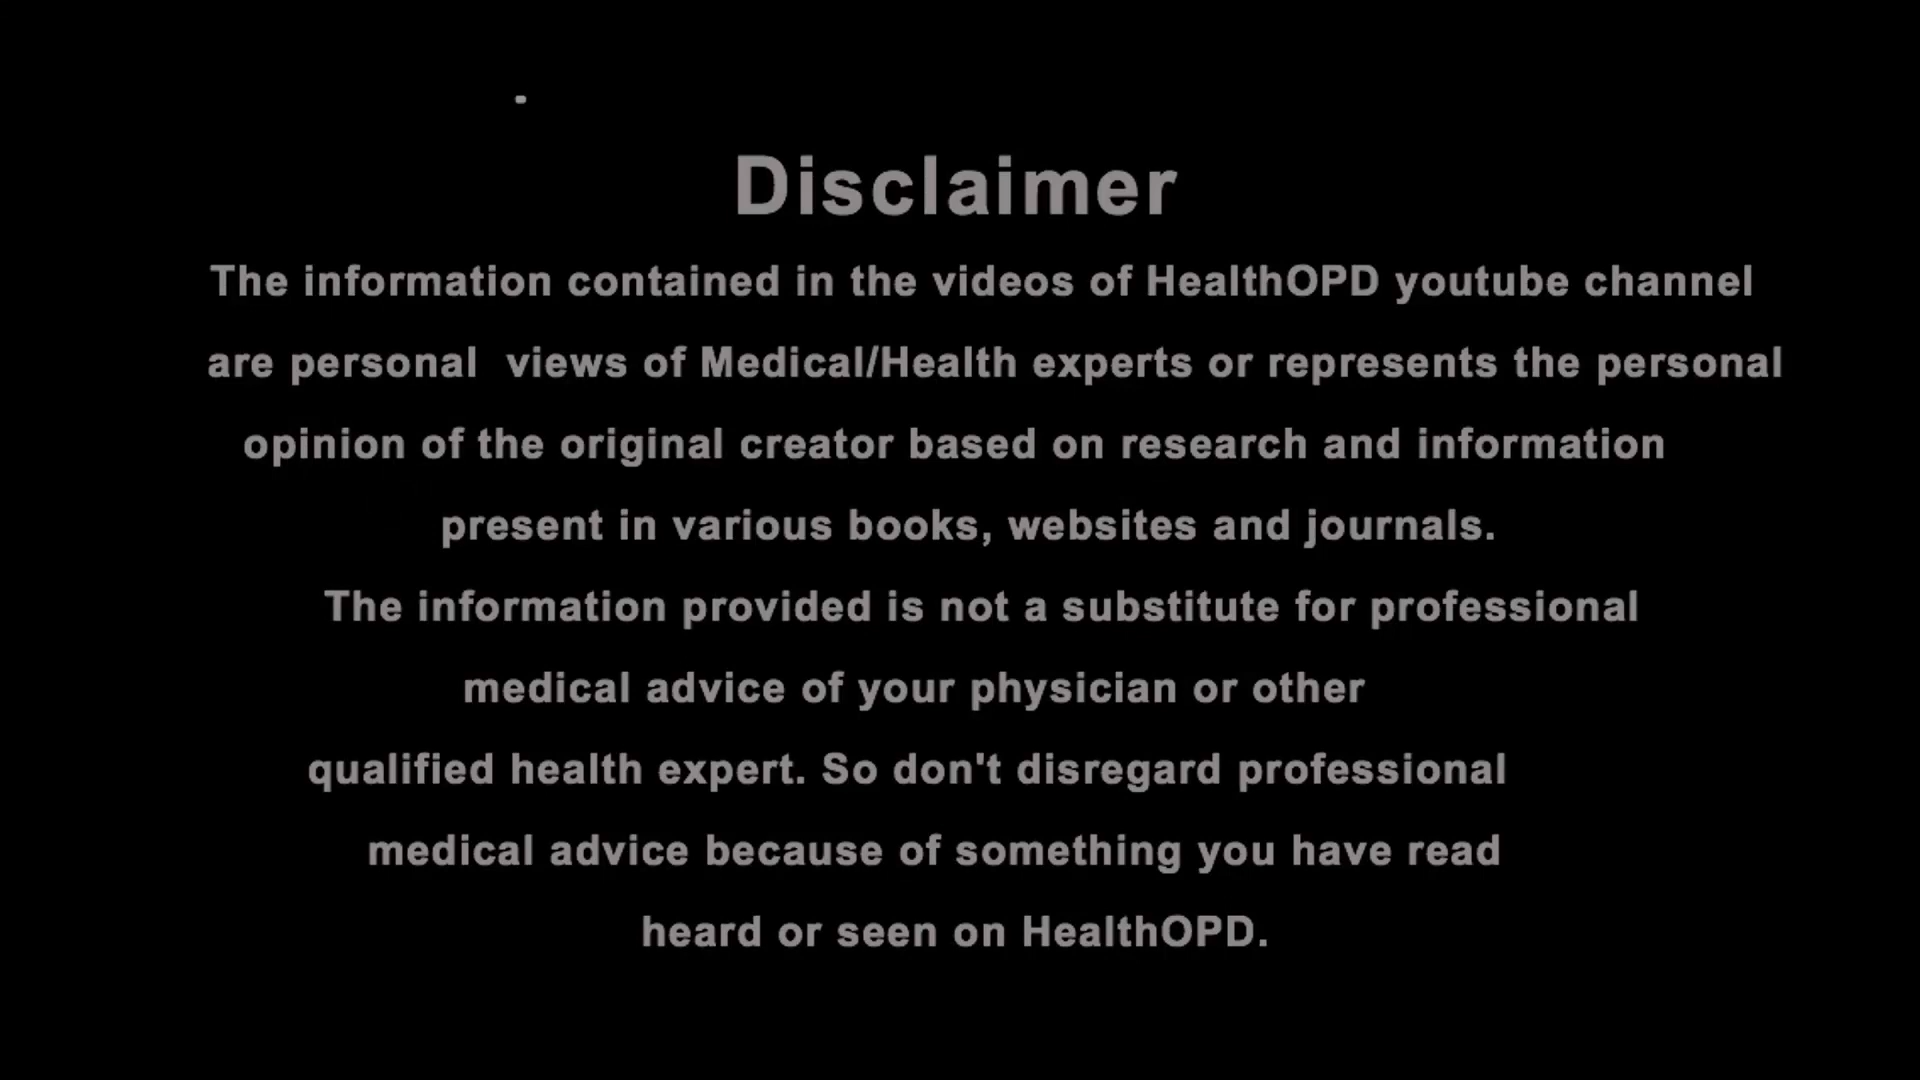 Disclaimer
The information contained in the videos of HealthOPD youtube channel
are personal  views of Medical/Health experts or represents the personal
opinion of the original creator based on research and information
present in various books, websites and journals.
The information provided is not a substitute for professional
medical advice of your physician or other
qualified health expert. So don't disregard professional
medical advice because of something you have read
heard or seen on HealthOPD.